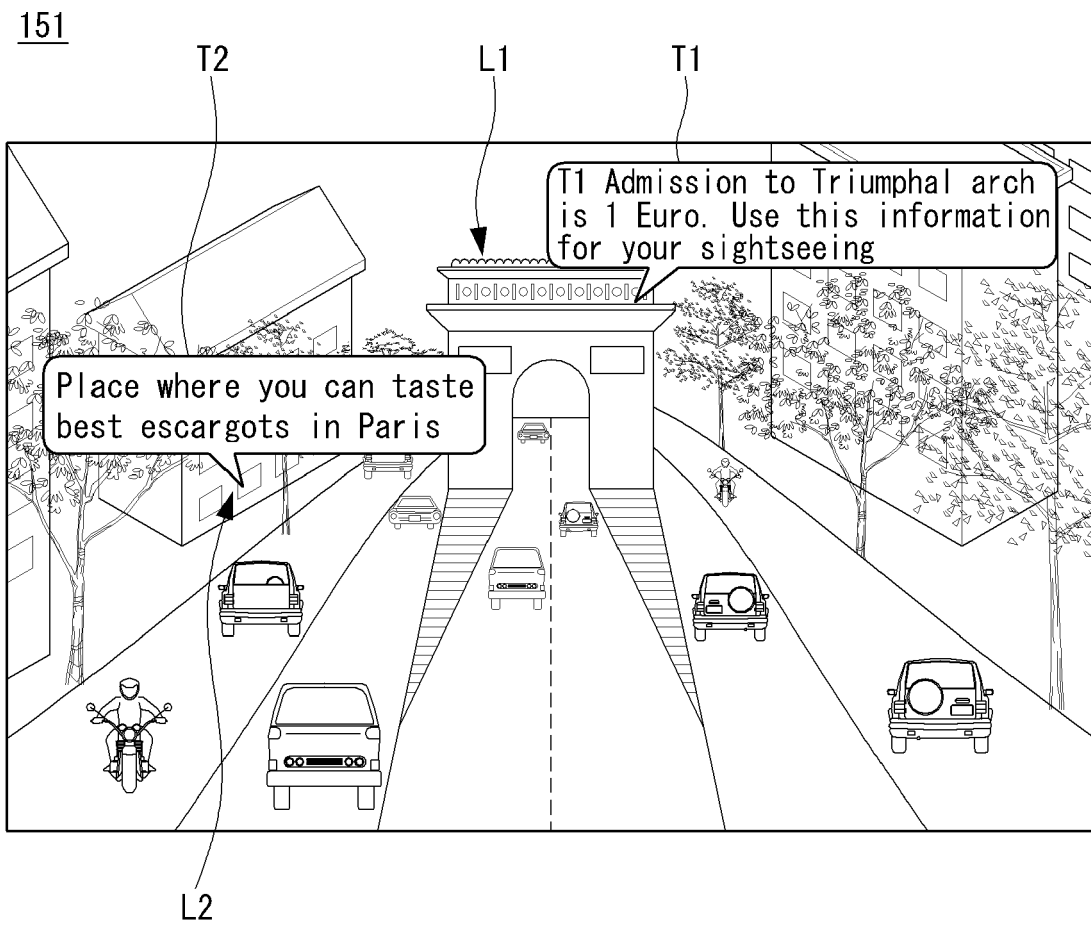 151
T2 L1 T1
T1 Admission to Triumphal arch
is 1 Euro. Use this information
for your sightseeing
Place where you can taste
best escargots in Paris
L2